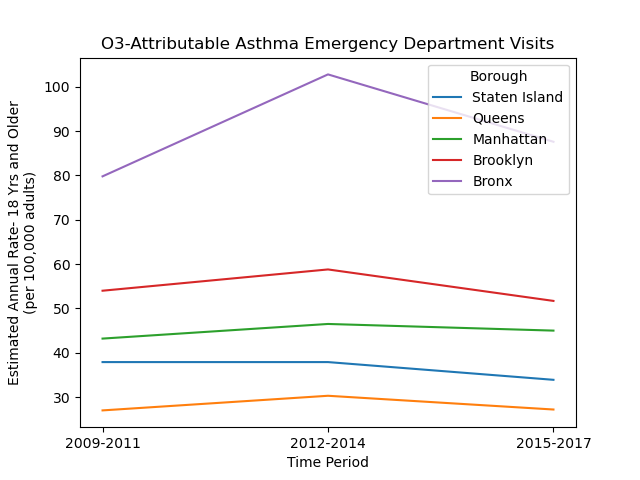 O3-Attributable Asthma Emergency Department Visits
Estimated Annual Rate- 18 Yrs and Older
(per 100,000 adults)
100
90
80
70
60
50
40
30
Borough
Staten Island
Queens
Manhattan
Brooklyn
Bronx
2009-2011
2012-2014
2015-2017
Time Period